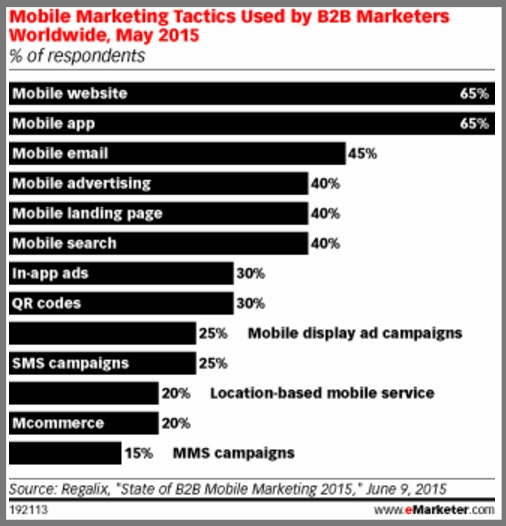 Mobile Marketing Tactics Used by B2B Marketers
Worldwide, May 2015
% of respondents
Mobile website 65%
Mobile app 65%
Mobile email 45%
Mobile advertising 40%
Mobile landing page 40%
Mobile search 40%
In-app ads 30%
QR codes 30%
25% Mobile display ad campaigns
SMS campaigns 25%
20% Location-based mobile service
Mcommerce 20%
15% MMS campaigns
Source: Regalix, "State of B2B Mobile Marketing 2015," June 9, 2015
192113 www.eMarketer.com